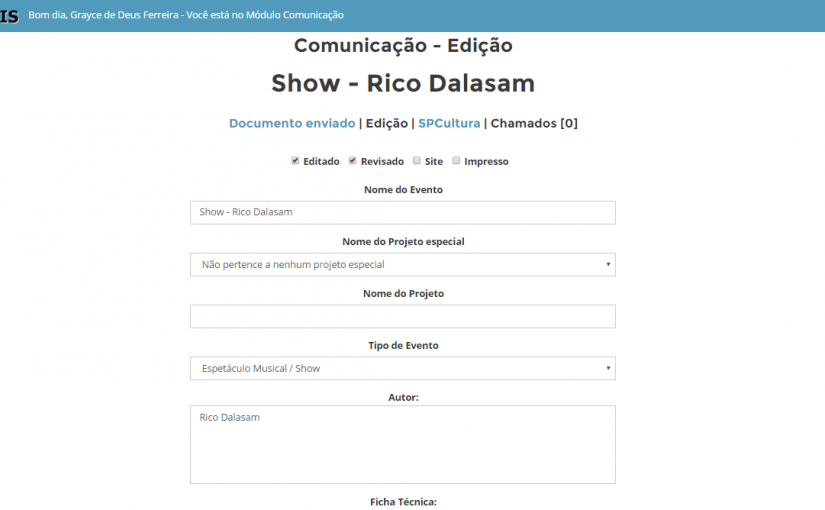 IS Bom dia, Grayce de Deus Ferreira - Você está no Módulo Comunicação
Comunicação - Edição
Show - Rico Dalasam
Documento enviado | Edição | SPCultura | Chamados [0]
Editado Revisado Site Impresso
Nome do Evento
Show - Rico Dalasam
Nome do Projeto especial
Não pertence a nenhum projeto especial
Nome do Projeto
Tipo de Evento
Espetáculo Musical / Show
Autor:
Rico Dalasam
Ficha Técnica: